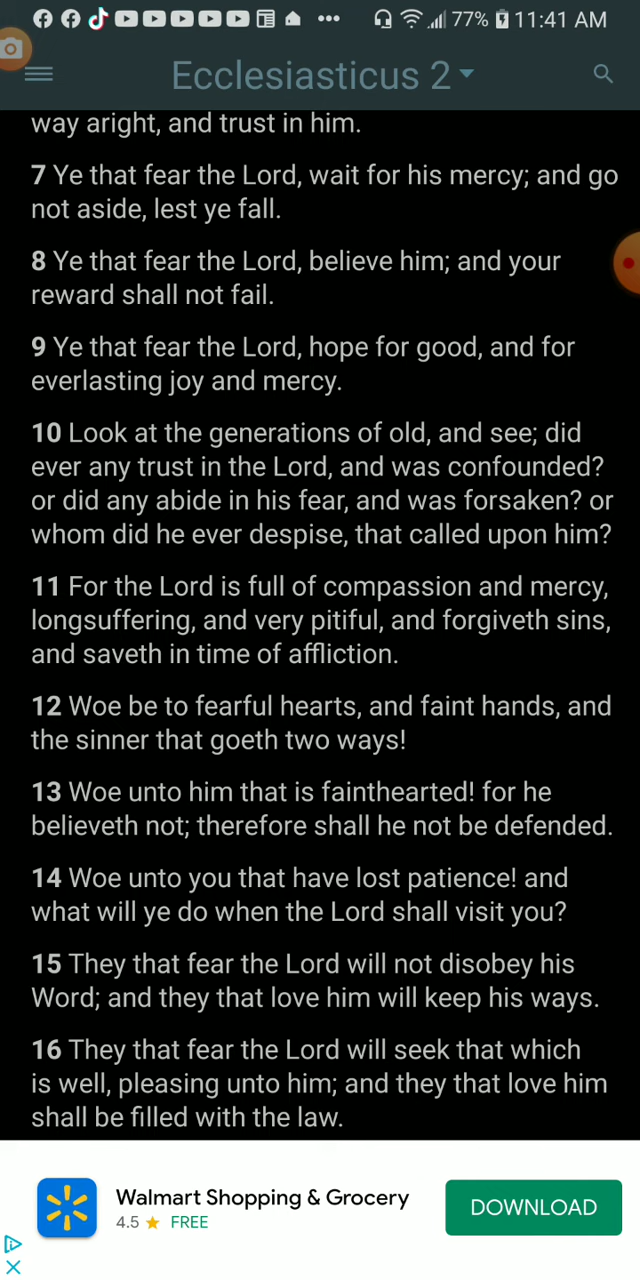 77% 11:41 AM
Ecclesiasticus 2
way aright, and trust in him.
7 Ye that fear the Lord, wait for his mercy; and go
not aside, lest ye fall.
8 Ye that fear the Lord, believe him; and your
reward shall not fail.
9 Ye that fear the Lord, hope for good, and for
everlasting joy and mercy.
10 Look at the generations of old, and see; did
ever any trust in the Lord, and was confounded?
or did any abide in his fear, and was forsaken? or
whom did he ever despise, that called upon him?
11 For the Lord is full of compassion and mercy,
longsuffering, and very pitiful, and forgiveth sins,
and saveth in time of affliction.
12 Woe be to fearful hearts, and faint hands, and
the sinner that goeth two ways!
13 Woe unto him that is fainthearted! for he
believeth not; therefore shall he not be defended.
14 Woe unto you that have lost patience! and
what will ye do when the Lord shall visit you?
15 They that fear the Lord will not disobey his
Word; and they that love him will keep his ways.
16 They that fear the Lord will seek that which
is well, pleasing unto him; and they that love him
shall be filled with the law.
Walmart Shopping & Grocery
4.5 ★ FREE
DOWNLOAD